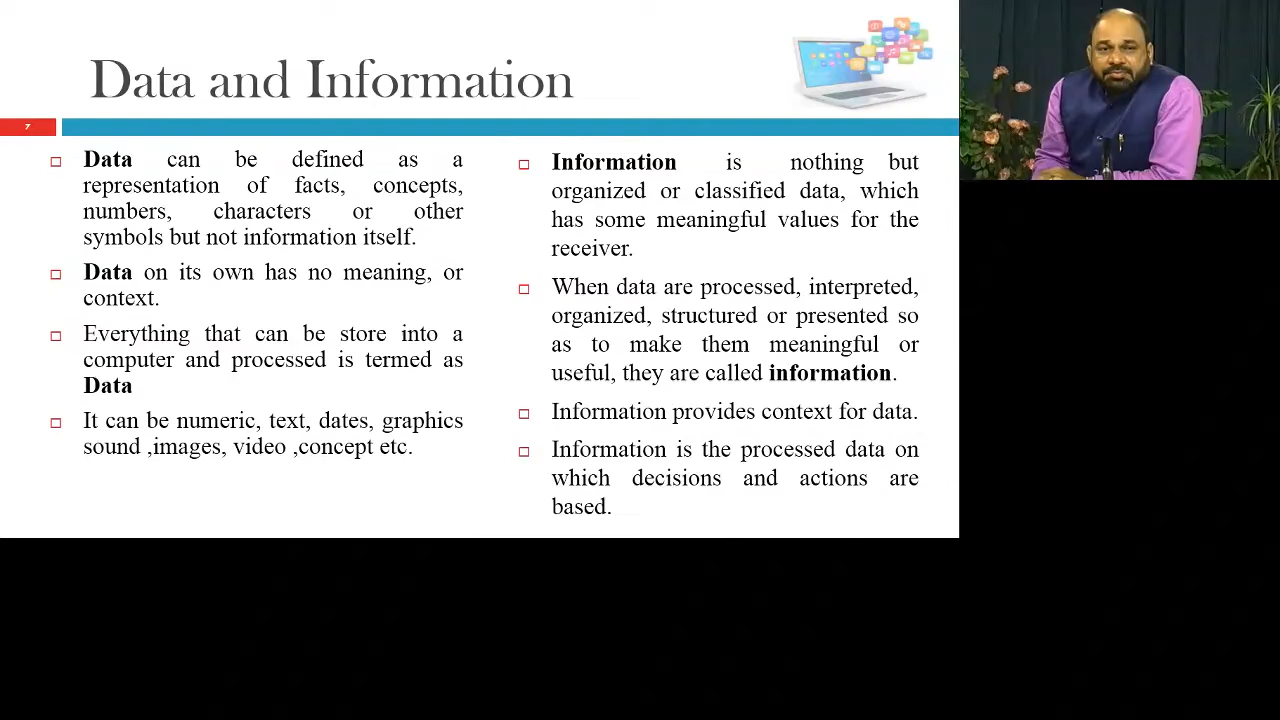 Data and Information
7
Data can be defined as a
representation of facts, concepts,
numbers, characters or other
symbols but not information itself.
Data on its own has no meaning, or
context.
Everything that can be store into a
computer and processed is termed as
Data
It can be numeric, text, dates, graphics
sound ,images, video ,concept etc.
Information is nothing but
organized or classified data, which
has some meaningful values for the
receiver.
When data are processed, interpreted,
organized, structured or presented so
as to make them meaningful or
useful, they are called information.
Information provides context for data.
Information is the processed data on
which decisions and actions are
based.